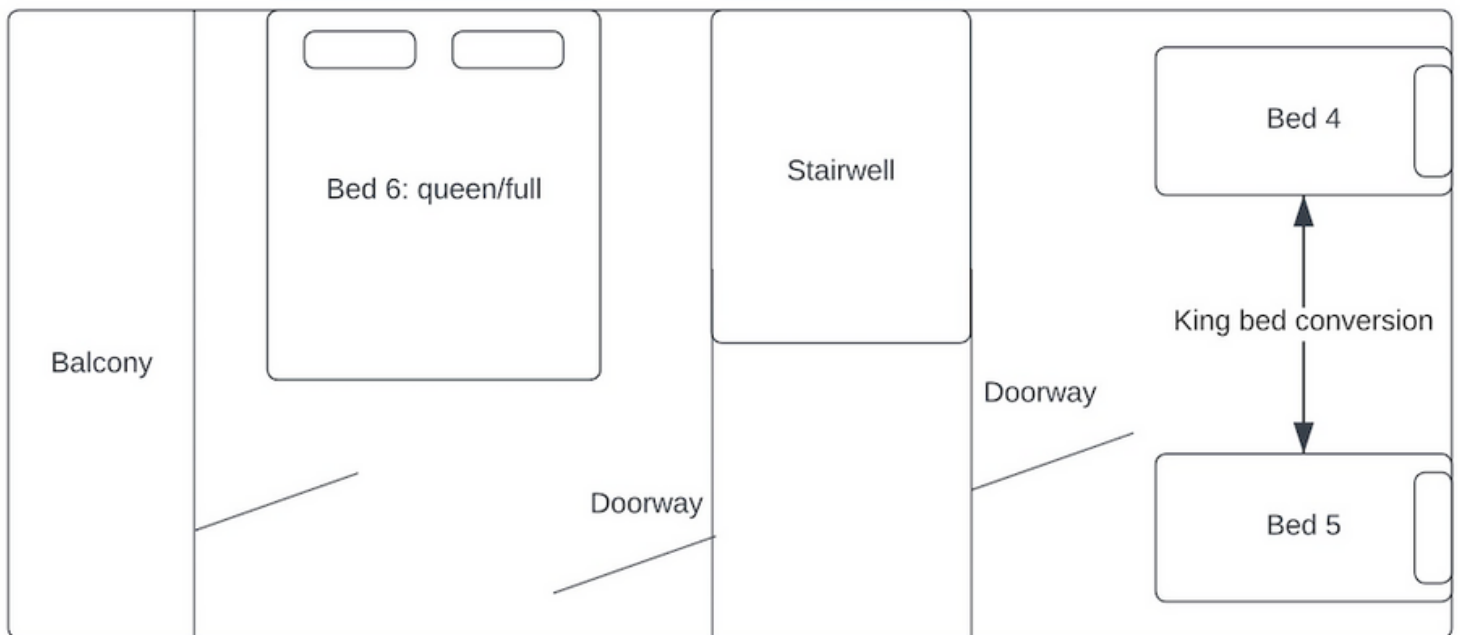 Bed 4
Stairwell
Bed 6: queen/full
King bed conversion
Balcony
Doorway
Doorway
Bed 5